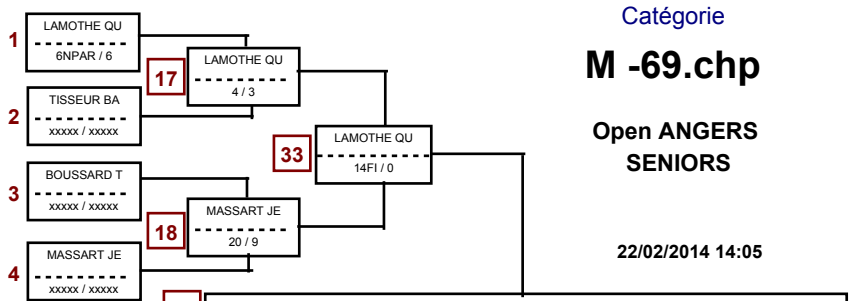 1
LAMOTHE QU
6NPAR / 6
17
LAMOTHE QU
4 / 3
2
TISSEUR BA
xxxxx / xxxxx
33
LAMOTHE QU
14FI / 0
3
BOUSSARD T
xxxxx / xxxxx
18
MASSART JE
20 / 9
4
MASSART JE
xxxxx / xxxxx
Catégorie
M -69.chp
Open ANGERS
SENIORS
22/02/2014 14:05